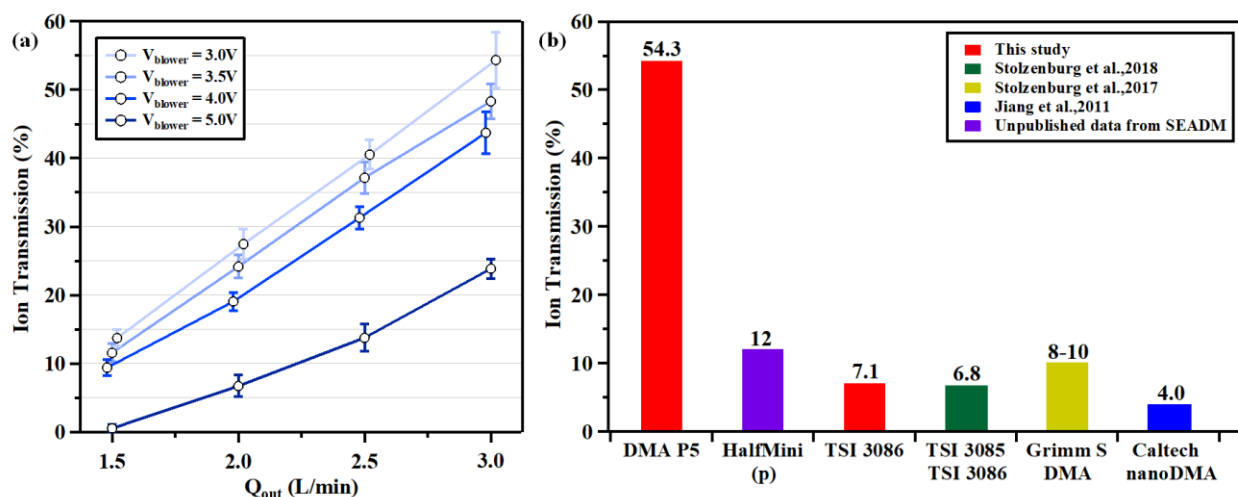 (a)
60
50
40
30
20
10
0
Ion Transmission (%)
V_blower = 3.0V
V_blower = 3.5V
V_blower = 4.0V
V_blower = 5.0V
1.5 2.0 2.5 3.0
Q_out (L/min)
(b)
60
50
40
30
20
10
0
Ion Transmission (%)
This study
Stolzenburg et al.,2018
Stolzenburg et al.,2017
Jiang et al.,2011
Unpublished data from SEADM
54.3
12
7.1
6.8
8-10
4.0
DMA P5
HalfMini
(p)
TSI 3086
TSI 3085
TSI 3086
Grimm S
DMA
Caltech
nanoDMA